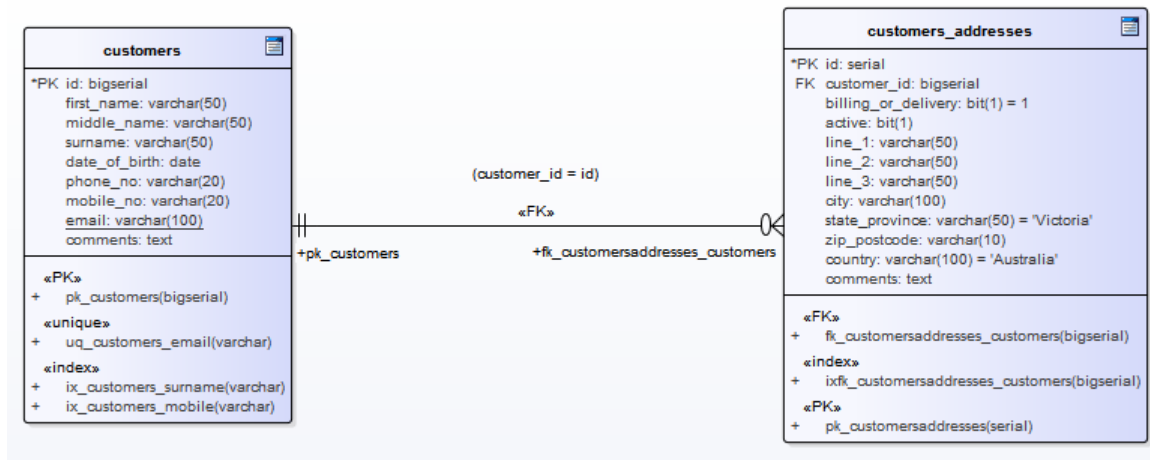 customers
*PK id: bigserial
first_name: varchar(50)
middle_name: varchar(50)
surname: varchar(50)
date_of_birth: date
phone_no: varchar(20)
mobile_no: varchar(20)
email: varchar(100)
comments: text
«PK»
+ pk_customers(bigserial)
«unique»
+ uq_customers_email(varchar)
«index»
+ ix_customers_surname(varchar)
+ ix_customers_mobile(varchar)
(customer_id = id)
«FK»
+pk_customers
+fk_customersaddresses_customers
customers_addresses
*PK id: serial
FK customer_id: bigserial
billing_or_delivery: bit(1) = 1
active: bit(1)
line_1: varchar(50)
line_2: varchar(50)
line_3: varchar(50)
city: varchar(100)
state_province: varchar(50) = 'Victoria'
zip_postcode: varchar(10)
country: varchar(100) = 'Australia'
comments: text
«FK»
+ fk_customersaddresses_customers(bigserial)
«index»
+ ixfk_customersaddresses_customers(bigserial)
«PK»
+ pk_customersaddresses(serial)